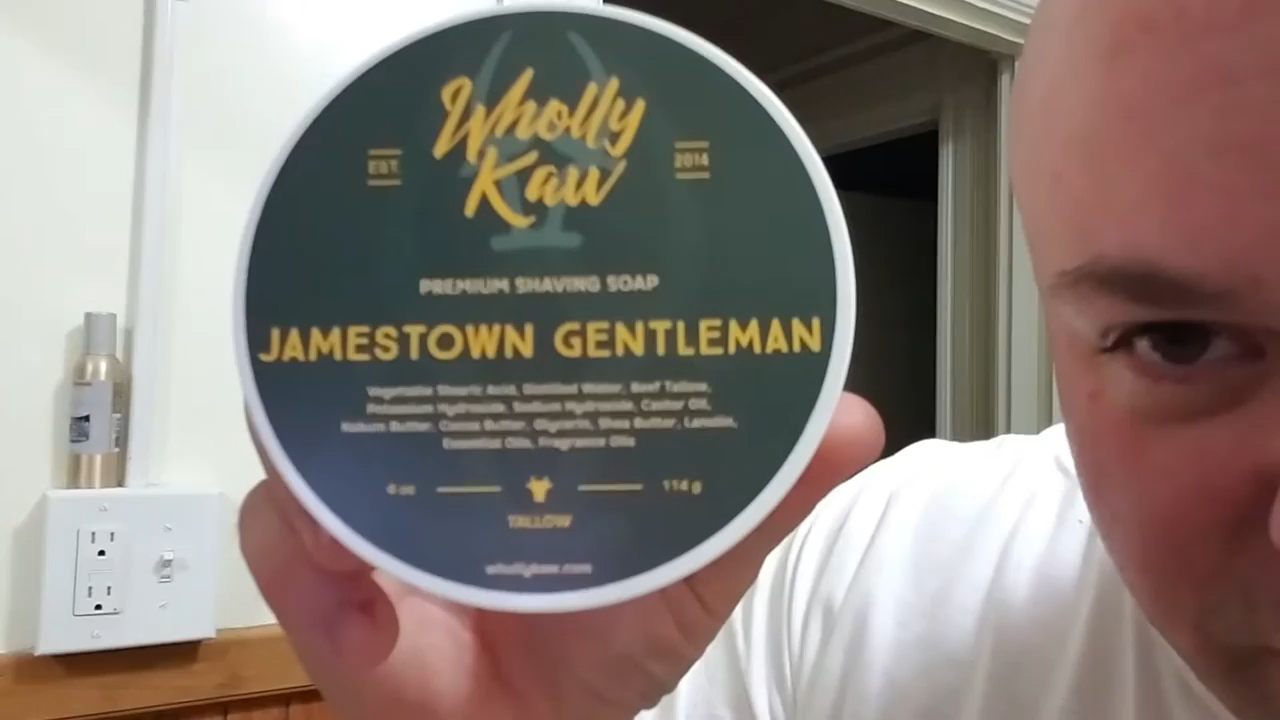 Wholly
Kaw
EST.
2014
PREMIUM SHAVING SOAP
JAMESTOWN GENTLEMAN
Vegetable Stearic Acid, Distilled Water, Beef Tallow,
Potassium Hydroxide, Sodium Hydroxide, Castor Oil,
Kokum Butter, Cocoa Butter, Glycerin, Shea Butter, Lanolin,
Essential Oils, Fragrance Oils
4 oz
114 g
TALLOW
whollykaw.com